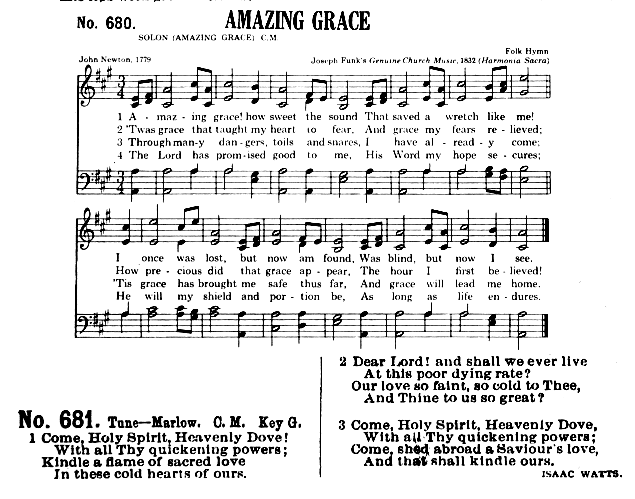 No. 680.
AMAZING GRACE
SOLON (AMAZING GRACE) C.M.
Folk Hymn
John Newton, 1779
Joseph Funk's Genuine Church Music, 1832 (Harmonia Sacra)
1 A - maz - ing grace! how sweet the sound That saved a wretch like me!
2 'Twas grace that taught my heart to fear, And grace my fears re - lieved;
3 Through man-y dan - gers, toils and snares, I have al - read - y come;
4 The Lord has prom-ised good to me, His Word my hope se - cures;
I once was lost, but now am found, Was blind, but now I see.
How pre - cious did that grace ap - pear, The hour I first be - lieved!
'Tis grace has brought me safe thus far, And grace will lead me home.
He will my shield and por - tion be, As long as life en - dures.
No. 681. Tune—Marlow. C. M. Key G.
1 Come, Holy Spirit, Heavenly Dove!
With all Thy quickening powers;
Kindle a flame of sacred love
In these cold hearts of ours.
2 Dear Lord! and shall we ever live
At this poor dying rate?
Our love so faint, so cold to Thee,
And Thine to us so great?
3 Come, Holy Spirit, Heavenly Dove,
With all Thy quickening powers;
Come, shed abroad a Saviour's love,
And that shall kindle ours.
ISAAC WATTS.